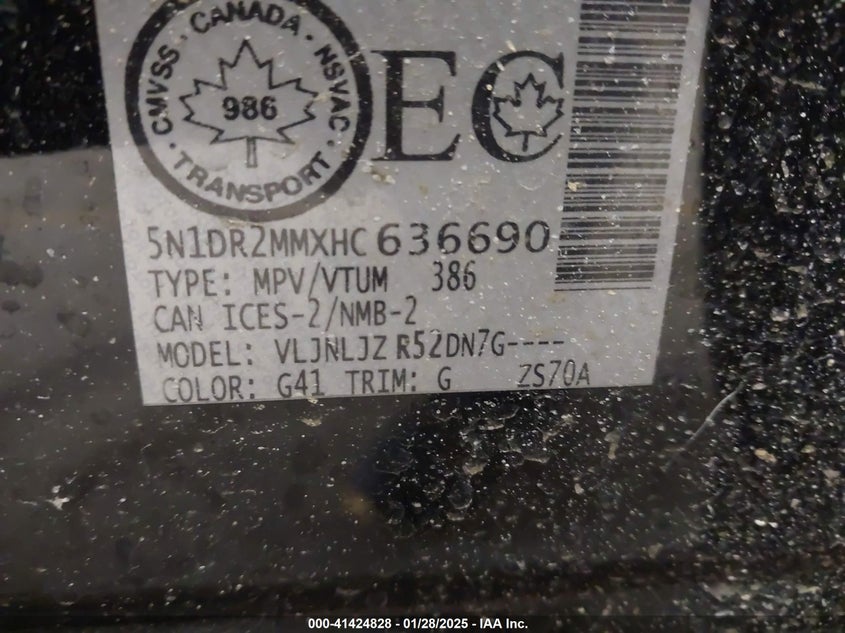 CMVSS · CANADA · NSVAC · TRANSPORT ·
986
EC
5N1DR2MMXHC636690
TYPE: MPV/VTUM 386
CAN ICES-2/NMB-2
MODEL: VLJNLJZ R52DN7G----
COLOR: G41 TRIM: G ZS70A
000-41424828 - 01/28/2025 - IAA Inc.